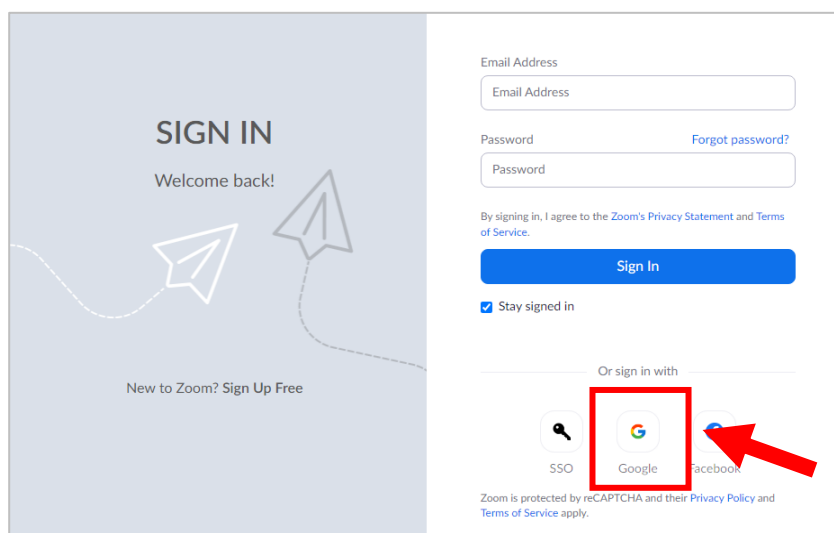 SIGN IN
Welcome back!
New to Zoom? Sign Up Free
Email Address
Email Address
Password Forgot password?
Password
By signing in, I agree to the Zoom's Privacy Statement and Terms
of Service.
Sign In
Stay signed in
Or sign in with
SSO Google Facebook
Zoom is protected by reCAPTCHA and their Privacy Policy and
Terms of Service apply.